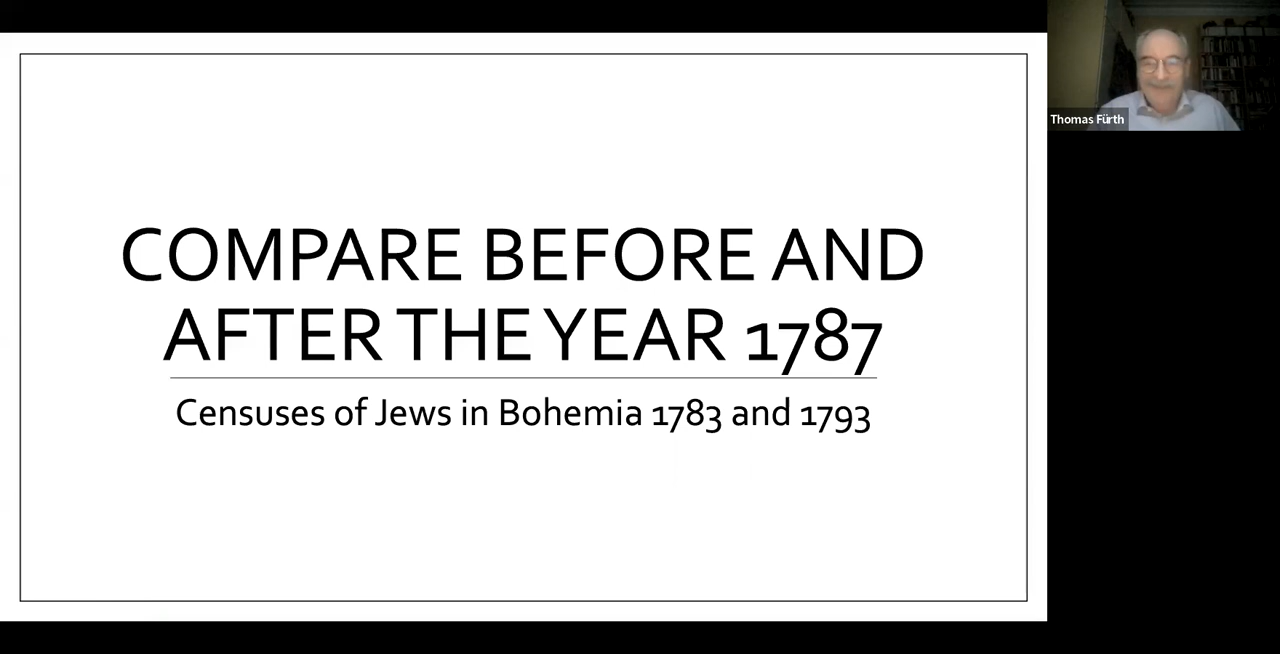 COMPARE BEFORE AND
AFTER THE YEAR 1787
Censuses of Jews in Bohemia 1783 and 1793
Thomas Fürth